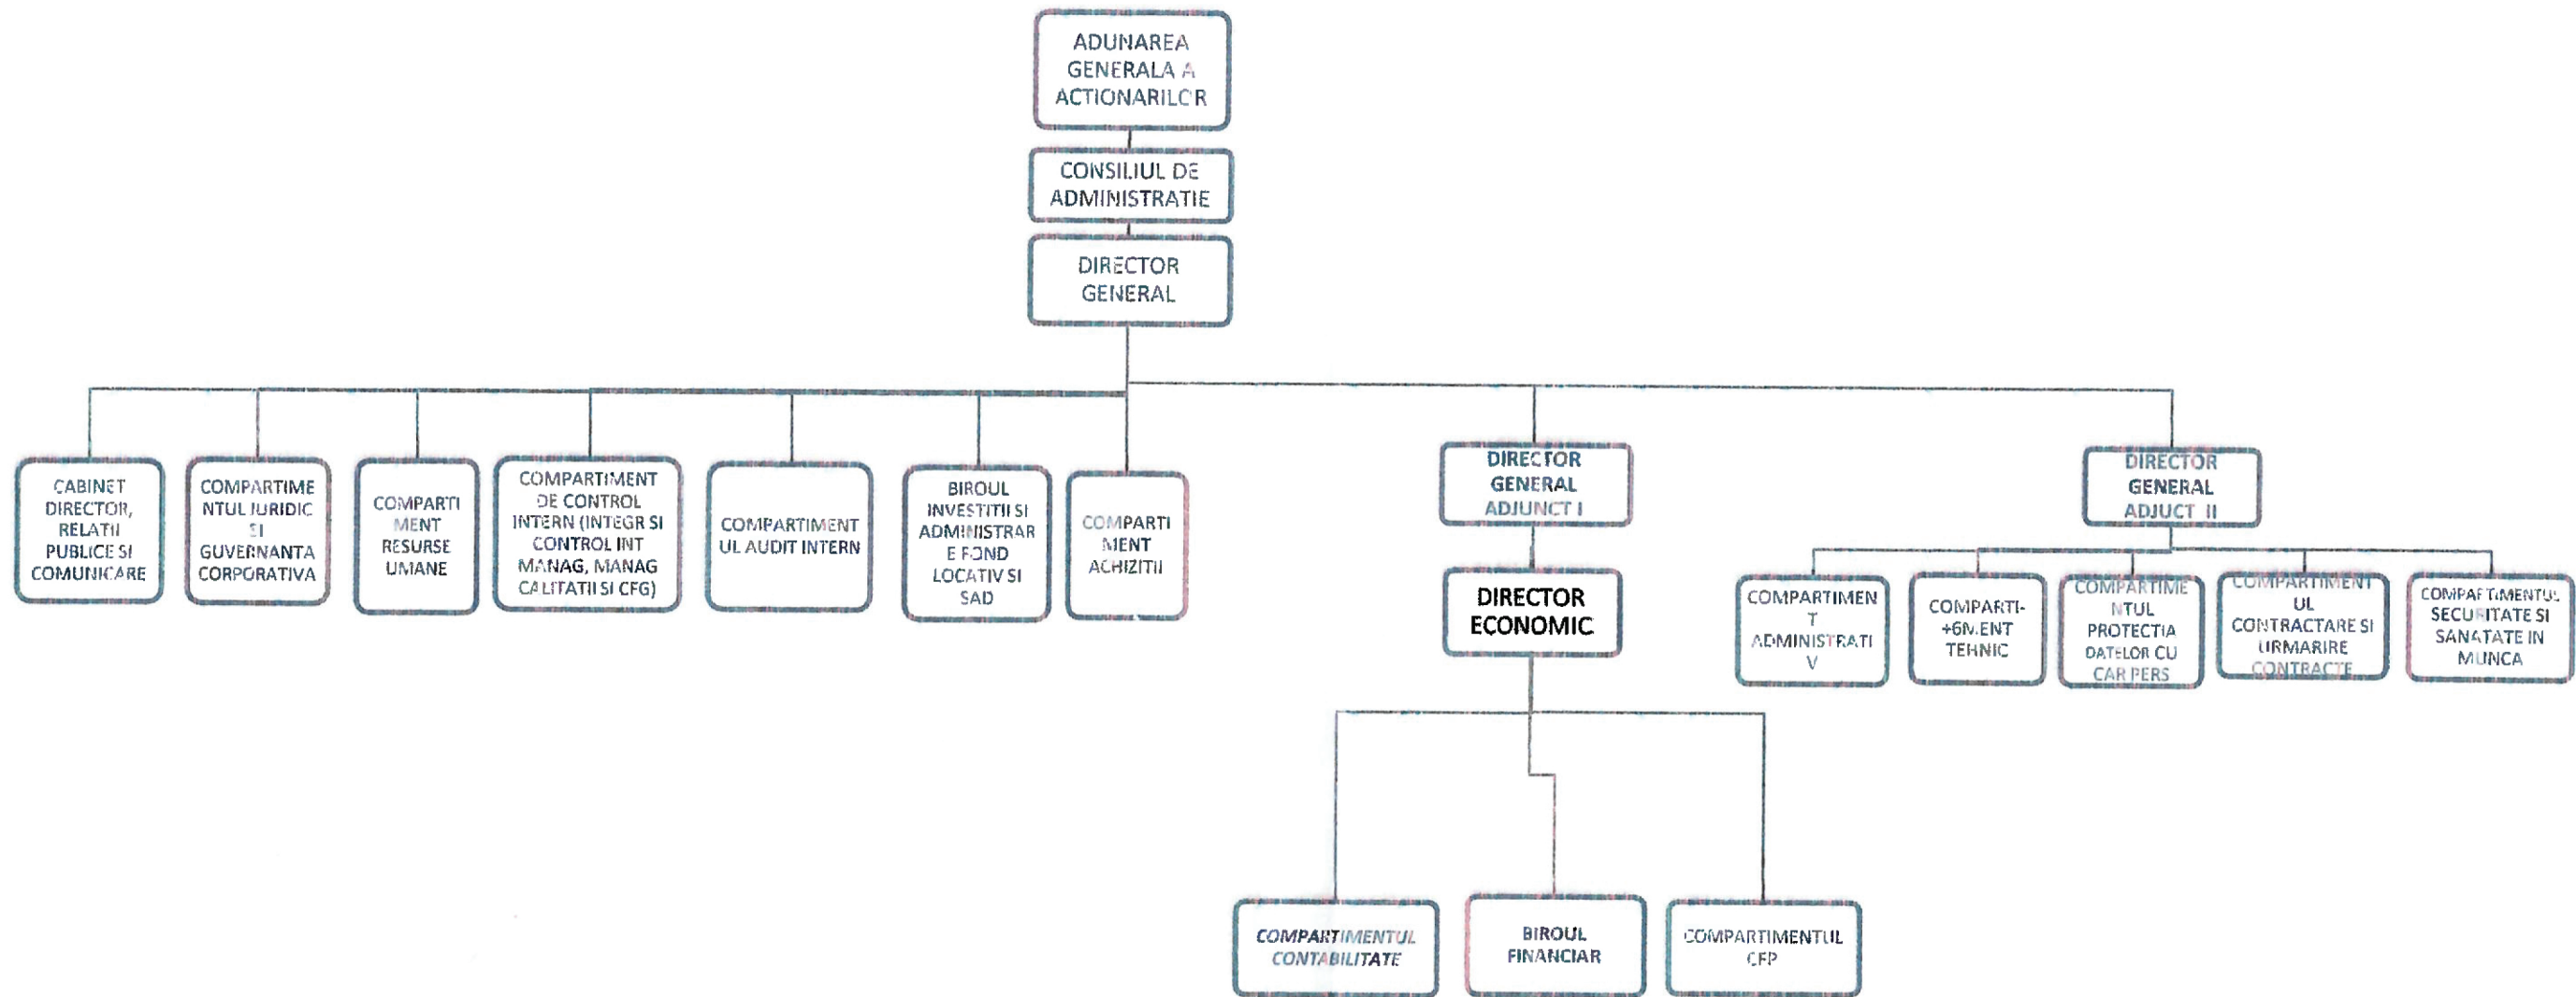 ADUNAREA
GENERALA A
ACTIONARILOR
CONSILIUL DE
ADMINISTRATIE
DIRECTOR
GENERAL
CABINET
DIRECTOR,
RELATII
PUBLICE SI
COMUNICARE
COMPARTIME
NTUL JURIDIC
SI
GUVERNANTA
CORPORATIVA
COMPARTI
MENT
RESURSE
UMANE
COMPARTIMENT
DE CONTROL
INTERN (INTEGR SI
CONTROL INT
MANAG, MANAG
CALITATII SI CFG)
COMPARTIMENT
UL AUDIT INTERN
BIROUL
INVESTITII SI
ADMINISTRAR
E FOND
LOCATIV SI
SAD
COMPARTI
MENT
ACHIZITII
DIRECTOR
GENERAL
ADJUNCT I
DIRECTOR
GENERAL
ADJUCT II
DIRECTOR
ECONOMIC
COMPARTIMEN
T
ADMINISTRATI
V
COMPARTI-
+6MENT
TEHNIC
COMPARTIME
NTUL
PROTECTIA
DATELOR CU
CAR PERS
COMPARTIMENT
UL
CONTRACTARE SI
URMARIRE
CONTRACTE
COMPARTIMENTUL
SECURITATE SI
SANATATE IN
MUNCA
COMPARTIMENTUL
CONTABILITATE
BIROUL
FINANCIAR
COMPARTIMENTUL
CFP